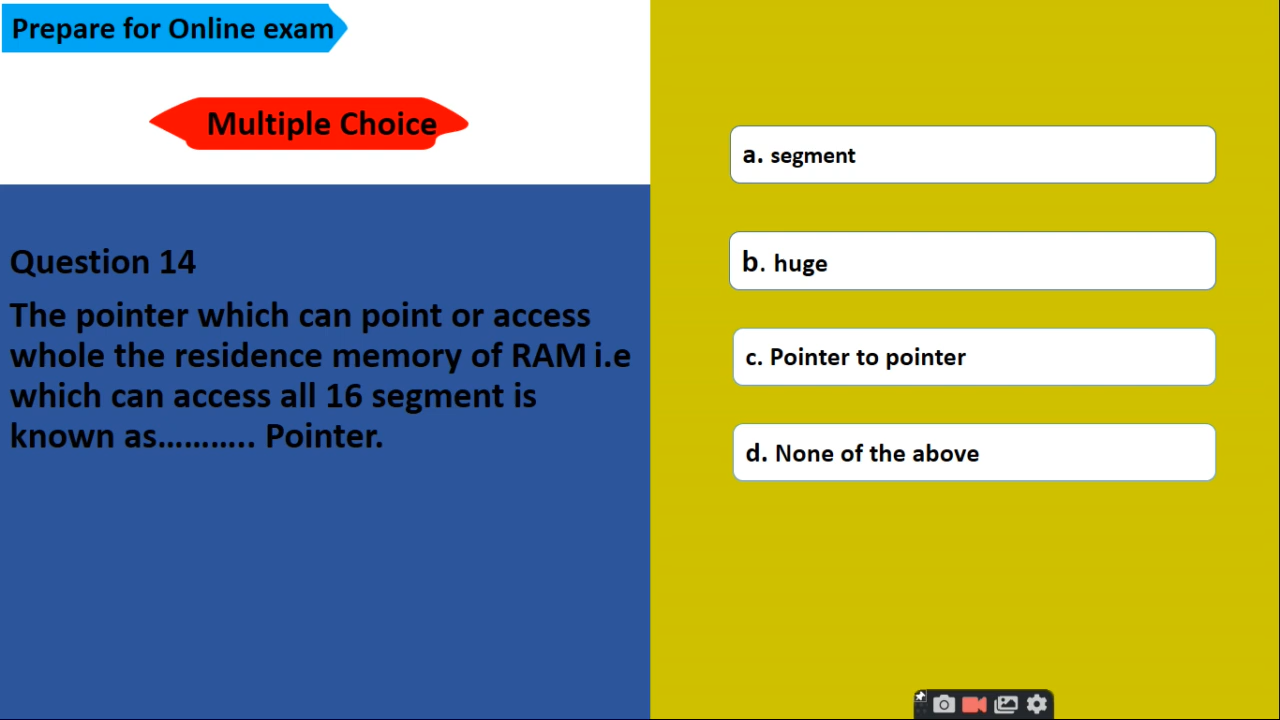 Prepare for Online exam
Multiple Choice
Question 14
The pointer which can point or access
whole the residence memory of RAM i.e
which can access all 16 segment is
known as……….. Pointer.
a. segment
b. huge
c. Pointer to pointer
d. None of the above